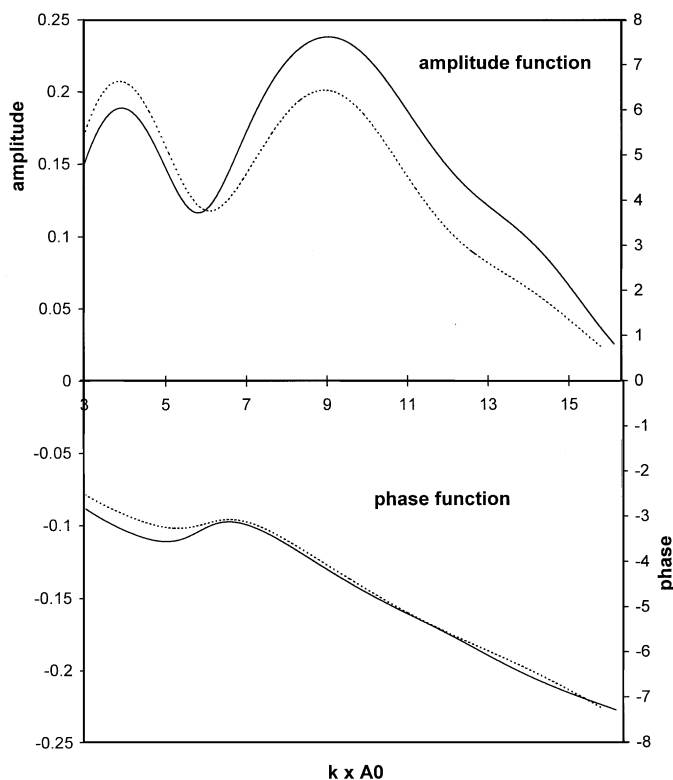 0.25 8
7
amplitude function
0.2 6
amplitude
0.15 5
4
0.1 3
2
0.05 1
0 0
3 5 7 9 11 13 15
-1
-0.05 -2
phase function
-0.1 -3
-4
phase
-0.15 -5
-6
-0.2 -7
-0.25 -8
k x A0